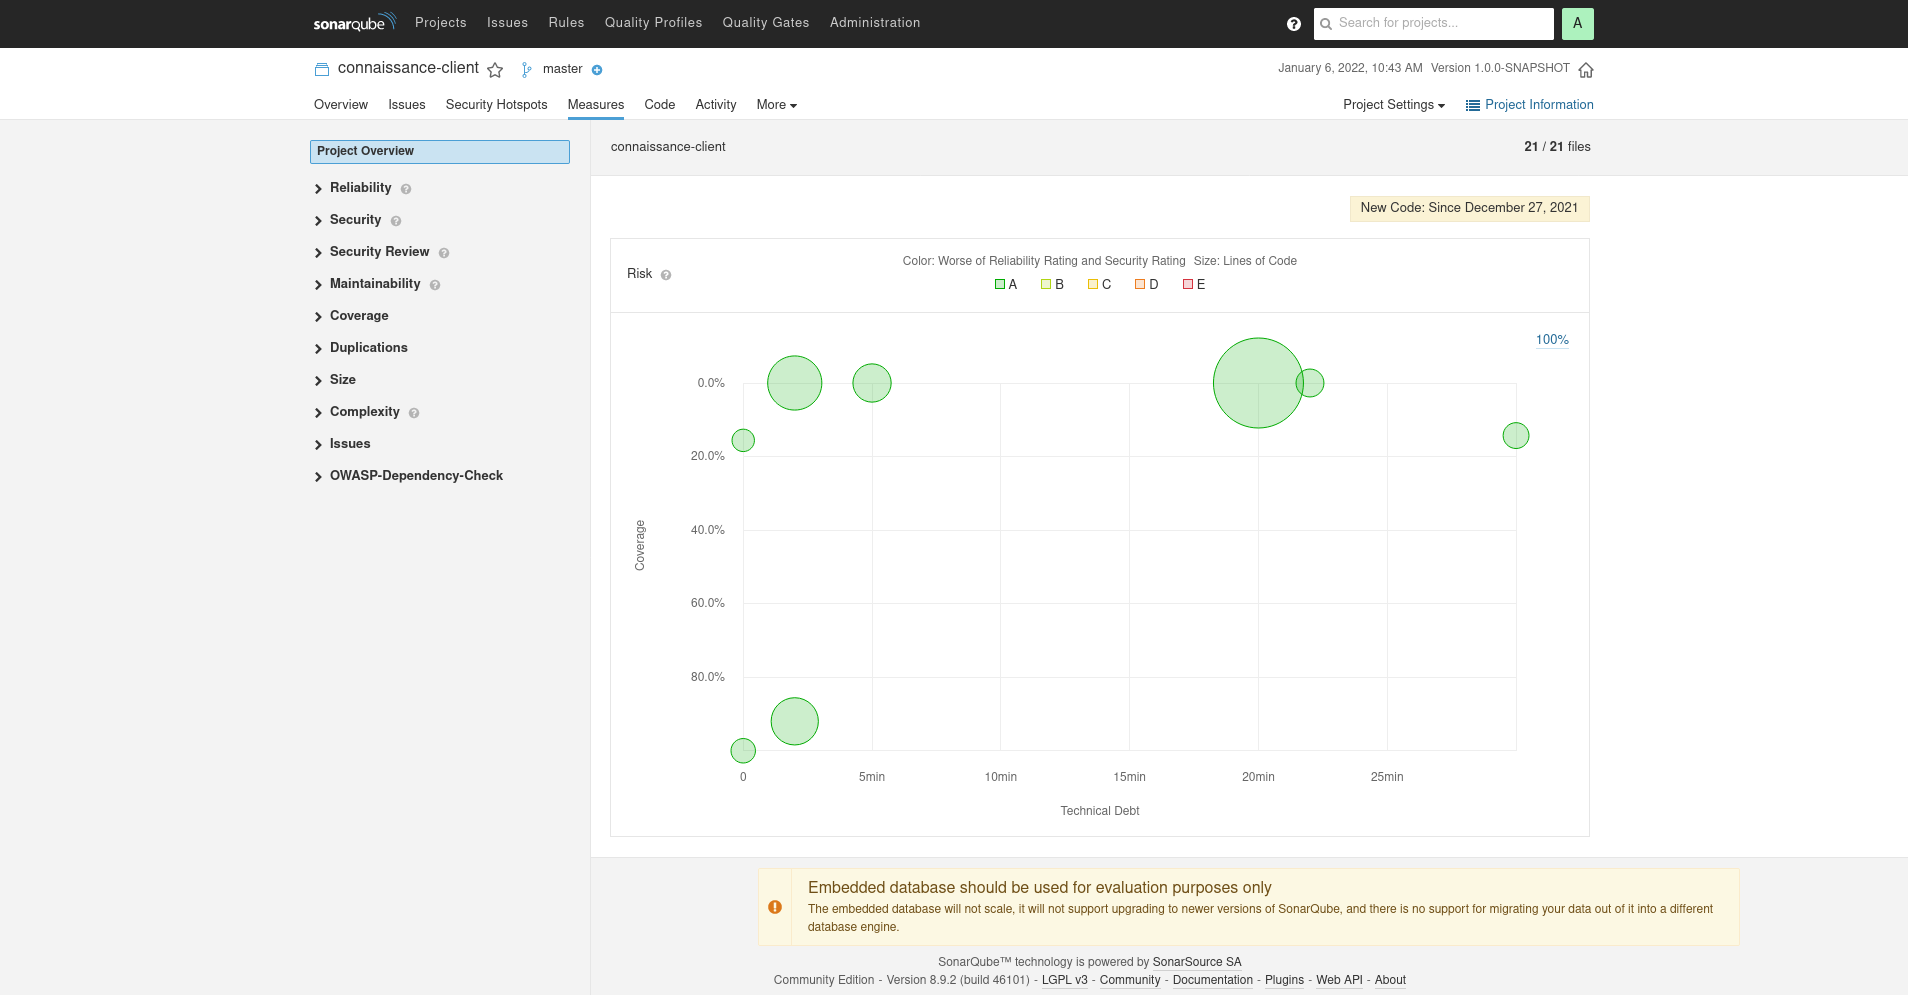 sonarqube Projects Issues Rules Quality Profiles Quality Gates Administration Search for projects... A
connaissance-client master January 6, 2022, 10:43 AM Version 1.0.0-SNAPSHOT
Overview Issues Security Hotspots Measures Code Activity More Project Settings Project Information
Project Overview
Reliability
Security
Security Review
Maintainability
Coverage
Duplications
Size
Complexity
Issues
OWASP-Dependency-Check
connaissance-client 21 / 21 files
New Code: Since December 27, 2021
Risk
Color: Worse of Reliability Rating and Security Rating Size: Lines of Code
A B C D E
100%
0.0%
20.0%
40.0%
60.0%
80.0%
Coverage
0 5min 10min 15min 20min 25min
Technical Debt
Embedded database should be used for evaluation purposes only
The embedded database will not scale, it will not support upgrading to newer versions of SonarQube, and there is no support for migrating your data out of it into a different
database engine.
SonarQube™ technology is powered by SonarSource SA
Community Edition - Version 8.9.2 (build 46101) - LGPL v3 - Community - Documentation - Plugins - Web API - About